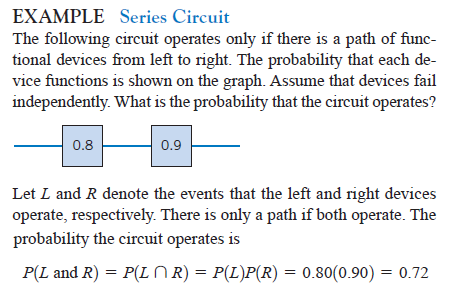 EXAMPLE Series Circuit
The following circuit operates only if there is a path of func-
tional devices from left to right. The probability that each de-
vice functions is shown on the graph. Assume that devices fail
independently. What is the probability that the circuit operates?
0.8 0.9
Let L and R denote the events that the left and right devices
operate, respectively. There is only a path if both operate. The
probability the circuit operates is
P(L and R) = P(L ∩ R) = P(L)P(R) = 0.80(0.90) = 0.72